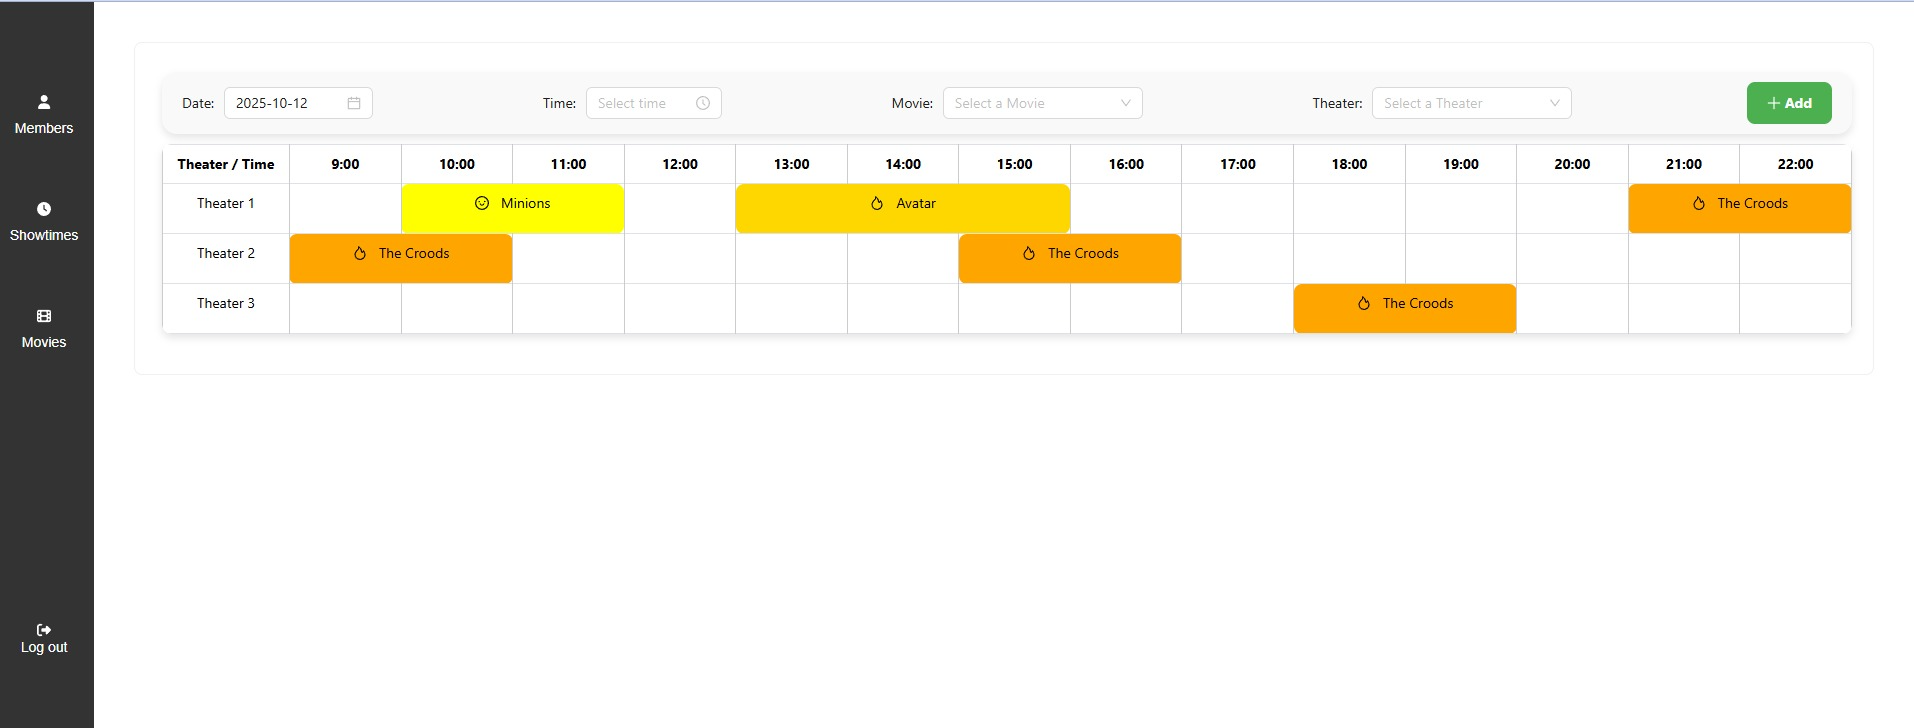 Members
Showtimes
Movies
Log out
Date: 2025-10-12 Time: Select time Movie: Select a Movie Theater: Select a Theater Add
Theater / Time 9:00 10:00 11:00 12:00 13:00 14:00 15:00 16:00 17:00 18:00 19:00 20:00 21:00 22:00
Theater 1 Minions Avatar The Croods
Theater 2 The Croods The Croods
Theater 3 The Croods